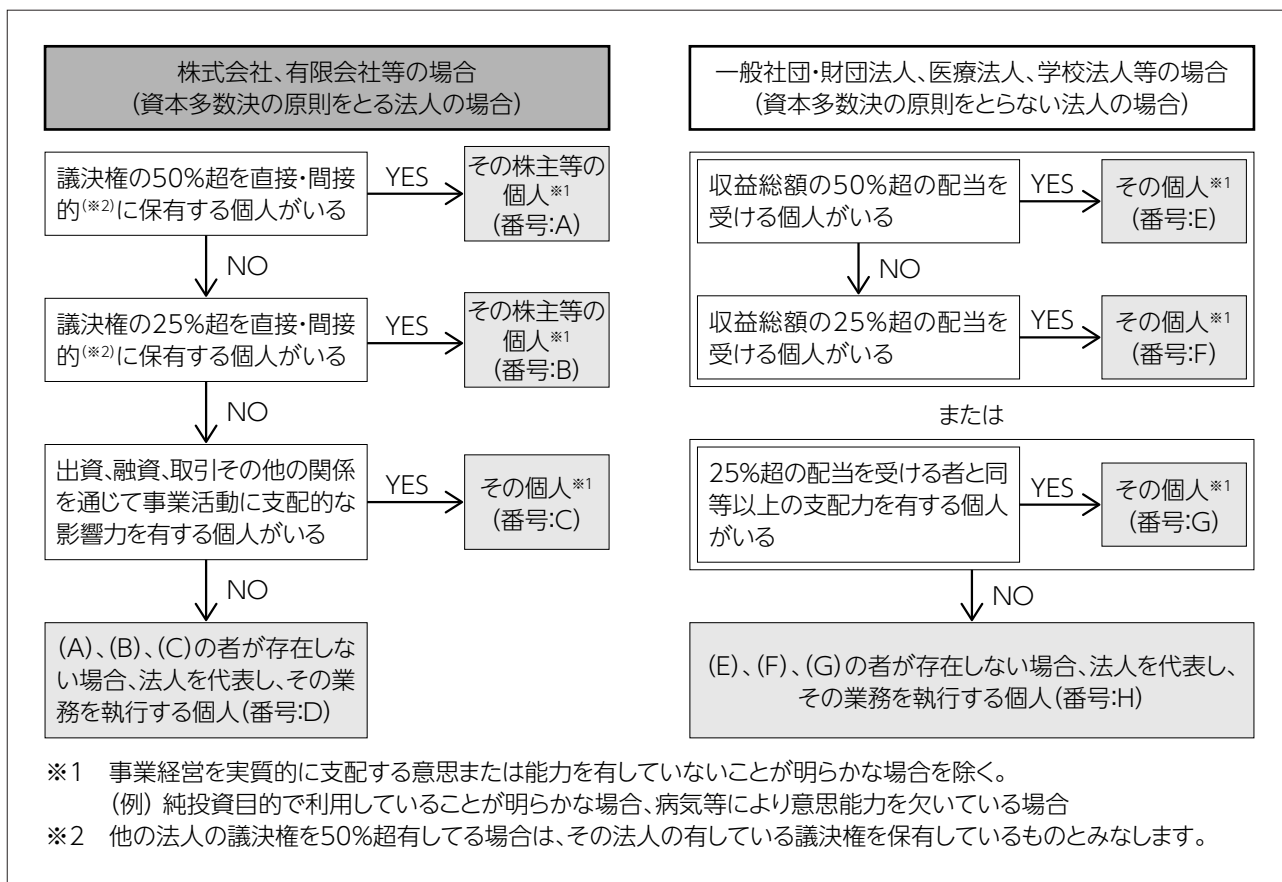 株式会社、有限会社等の場合
(資本多数決の原則をとる法人の場合)
議決権の50%超を直接・間接
的(※2)に保有する個人がいる
YES
その株主等の
個人※1
(番号:A)
NO
議決権の25%超を直接・間接
的(※2)に保有する個人がいる
YES
その株主等の
個人※1
(番号:B)
NO
出資、融資、取引その他の関係
を通じて事業活動に支配的な
影響力を有する個人がいる
YES
その個人※1
(番号:C)
NO
(A)、(B)、(C)の者が存在しな
い場合、法人を代表し、その業
務を執行する個人(番号:D)
一般社団・財団法人、医療法人、学校法人等の場合
(資本多数決の原則をとらない法人の場合)
収益総額の50%超の配当を
受ける個人がいる
YES
その個人※1
(番号:E)
NO
収益総額の25%超の配当を
受ける個人がいる
YES
その個人※1
(番号:F)
または
25%超の配当を受ける者と同
等以上の支配力を有する個人
がいる
YES
その個人※1
(番号:G)
NO
(E)、(F)、(G)の者が存在しない場合、法人を代表し、
その業務を執行する個人(番号:H)
※1 事業経営を実質的に支配する意思または能力を有していないことが明らかな場合を除く。
(例) 純投資目的で利用していることが明らかな場合、病気等により意思能力を欠いている場合
※2 他の法人の議決権を50%超有してる場合は、その法人の有している議決権を保有しているものとみなします。